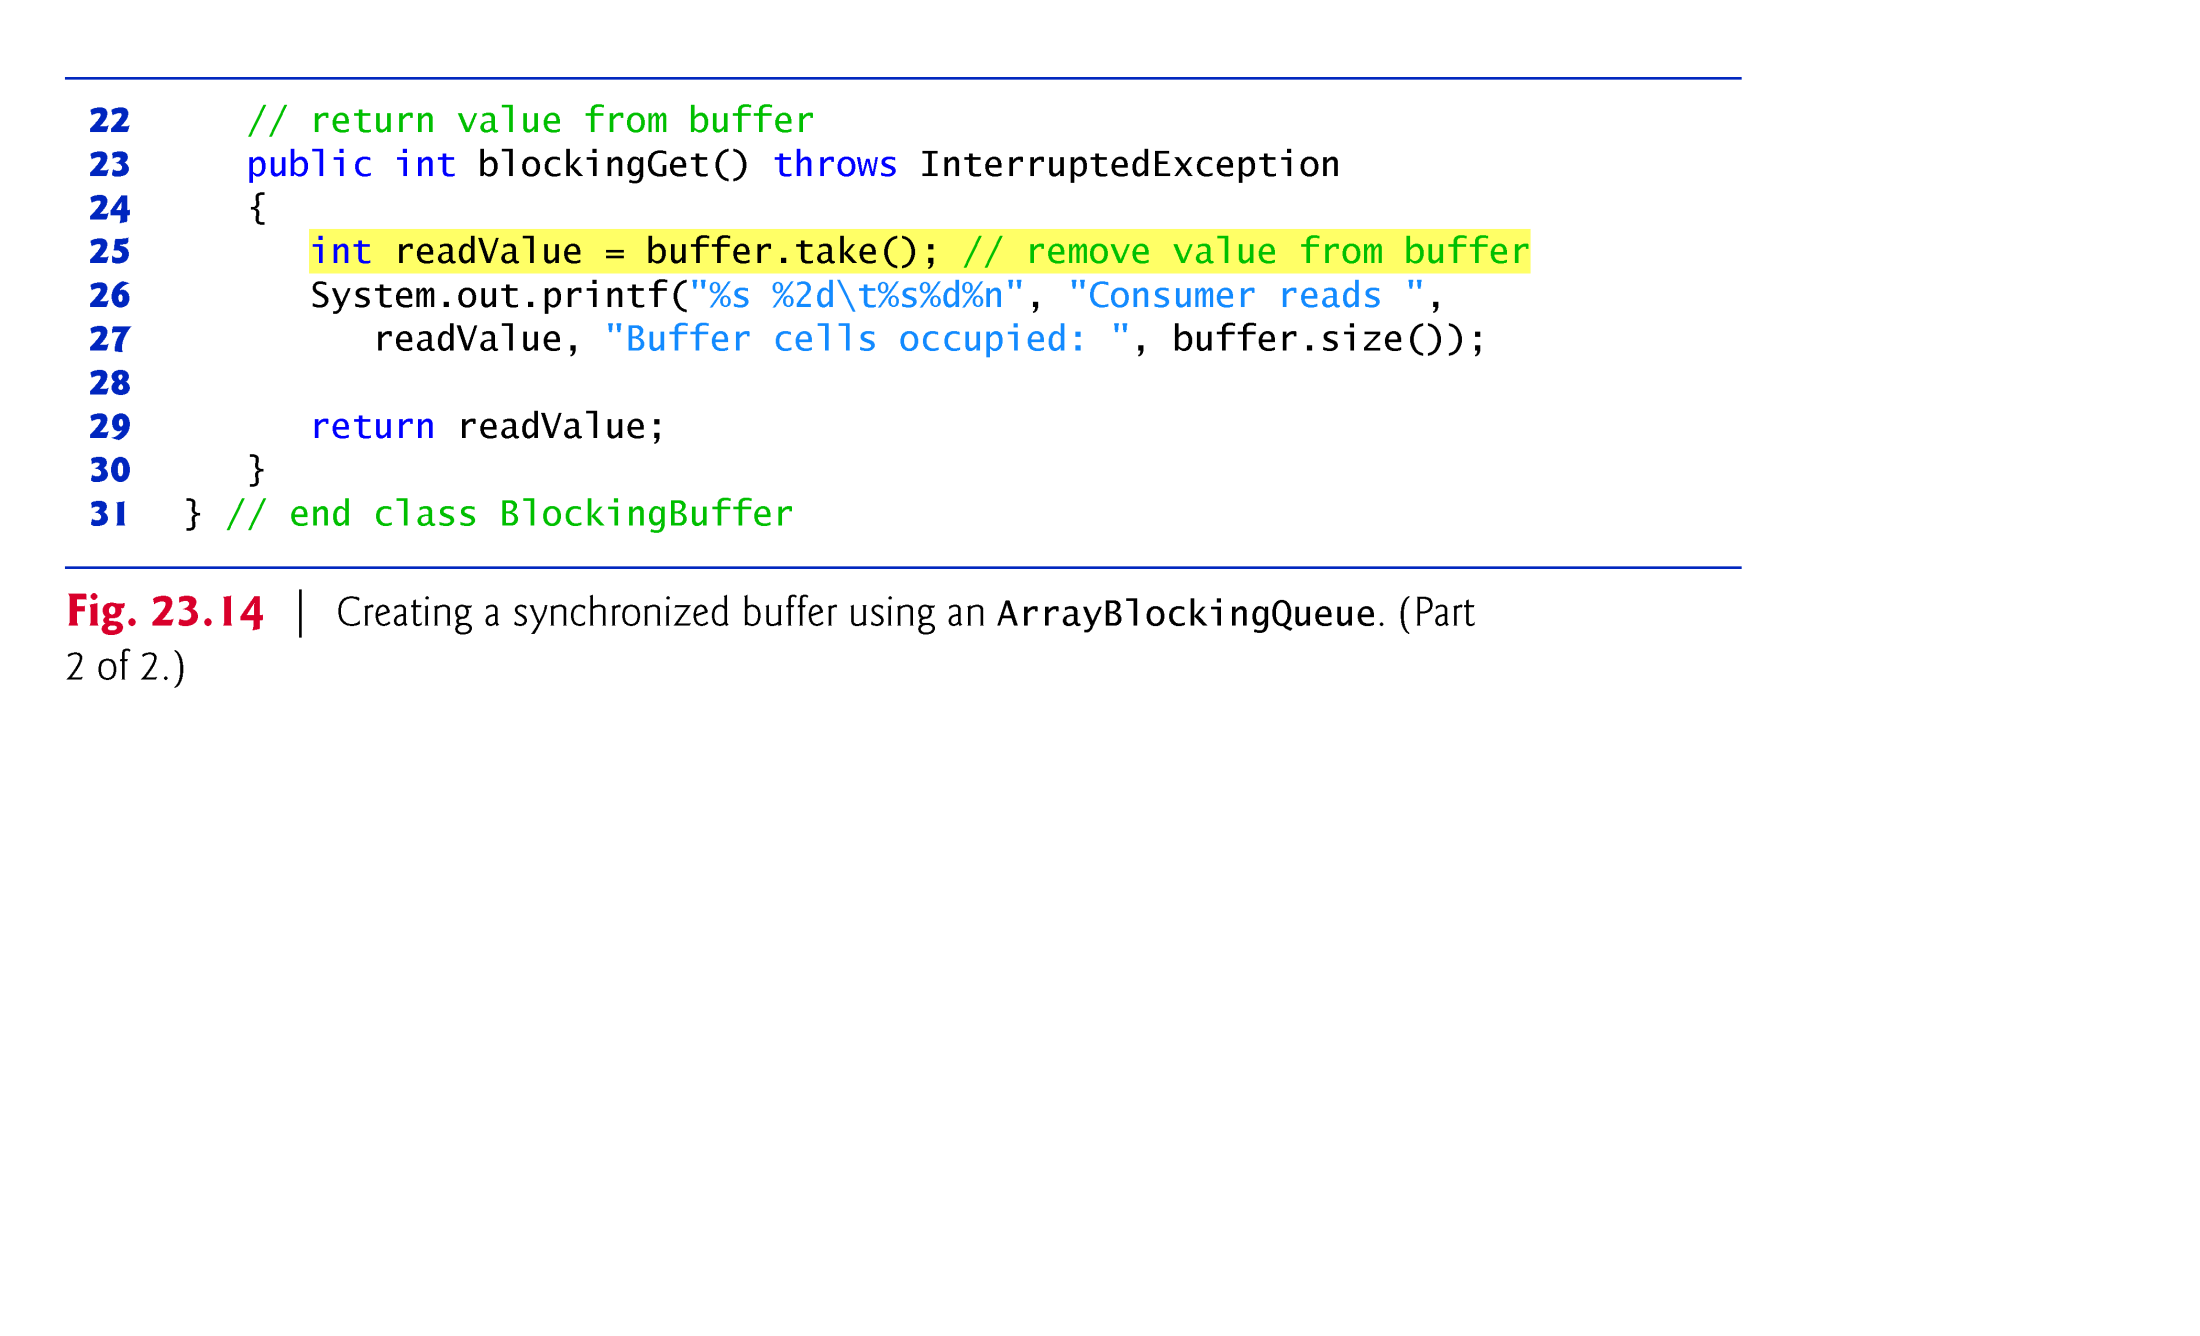 22 // return value from buffer
23 public int blockingGet() throws InterruptedException
24 {
25 int readValue = buffer.take(); // remove value from buffer
26 System.out.printf("%s %2d\t%s%d%n", "Consumer reads ",
27 readValue, "Buffer cells occupied: ", buffer.size());
28
29 return readValue;
30 }
31 } // end class BlockingBuffer
Fig. 23.14 | Creating a synchronized buffer using an ArrayBlockingQueue. (Part
2 of 2.)